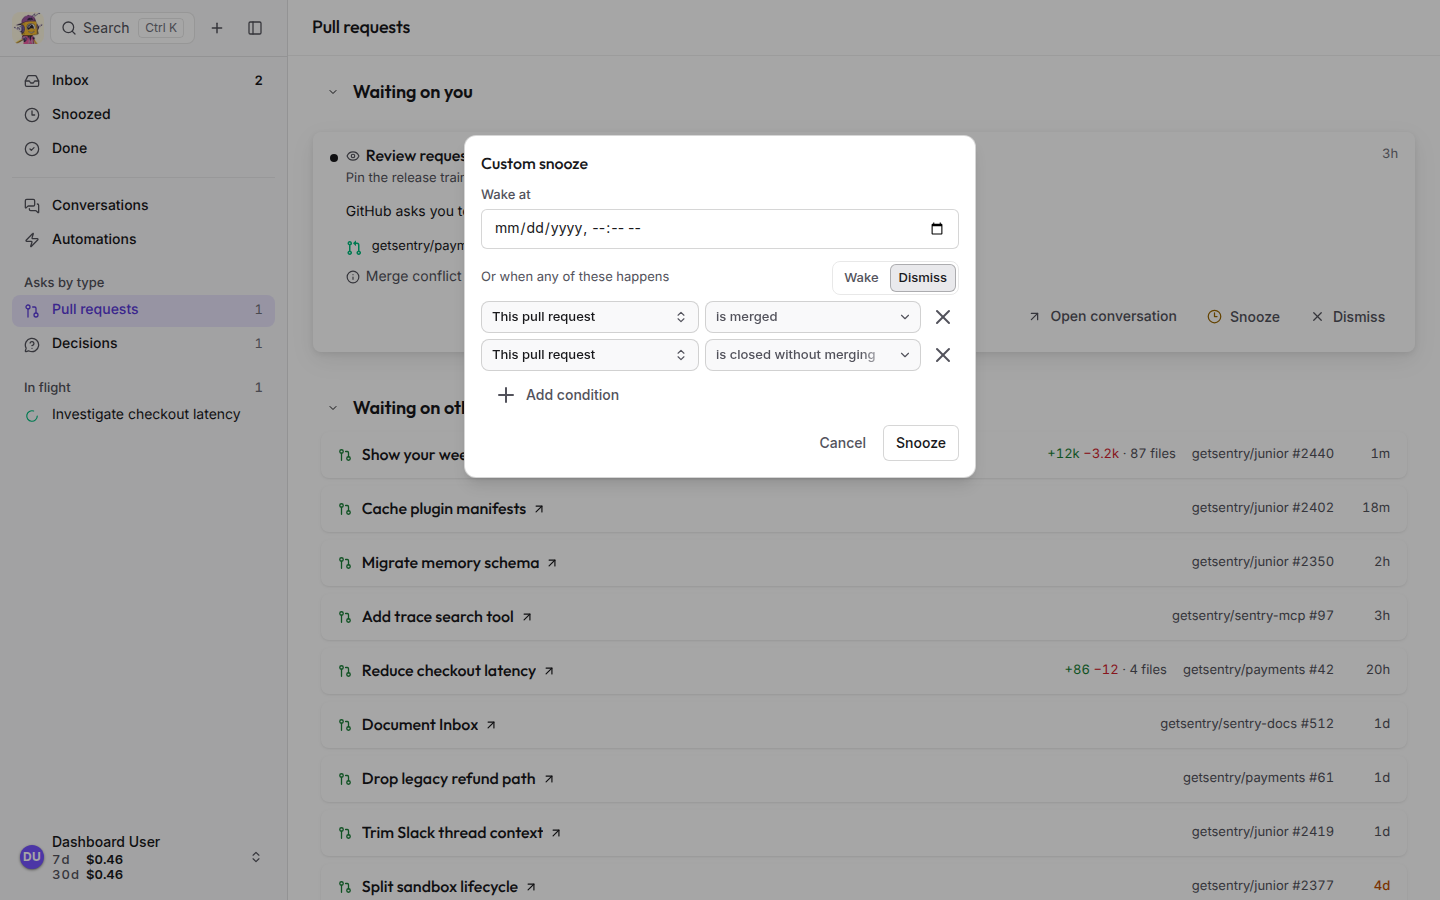 Search Ctrl K
Pull requests
Inbox 2
Snoozed
Done
Conversations
Automations
Asks by type
Pull requests 1
Decisions 1
In flight 1
Investigate checkout latency
Dashboard User
DU
7d $0.46
30d $0.46
Waiting on you
Review reques
3h
Pin the release train
GitHub asks you t
getsentry/paym
Merge conflict
Open conversation Snooze Dismiss
Custom snooze
Wake at
mm/dd/yyyy, --:-- --
Or when any of these happens Wake Dismiss
This pull request is merged
This pull request is closed without merging
Add condition
Cancel Snooze
Waiting on ot
Show your wee +12k −3.2k · 87 files getsentry/junior #2440 1m
Cache plugin manifests getsentry/junior #2402 18m
Migrate memory schema getsentry/junior #2350 2h
Add trace search tool getsentry/sentry-mcp #97 3h
Reduce checkout latency +86 −12 · 4 files getsentry/payments #42 20h
Document Inbox getsentry/sentry-docs #512 1d
Drop legacy refund path getsentry/payments #61 1d
Trim Slack thread context getsentry/junior #2419 1d
Split sandbox lifecycle getsentry/junior #2377 4d